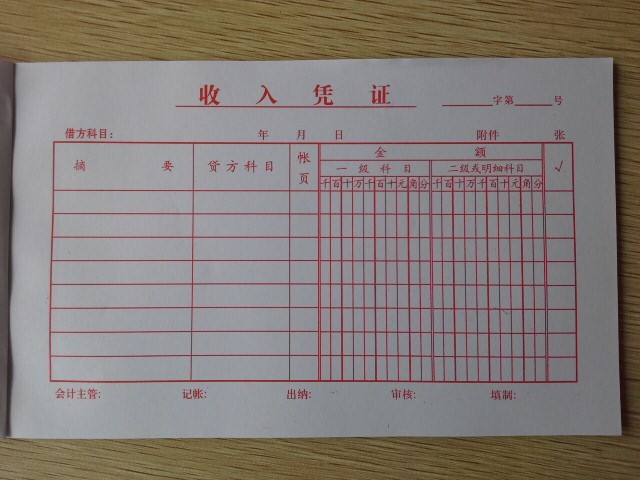 收入凭证
字第 号
借方科目: 年 月 日 附件 张
摘要 贷方科目 帐页 金额 √
一级科目 二级或明细科目
千百十万千百十元角分 千百十万千百十元角分
会计主管: 记帐: 出纳: 审核: 填制: